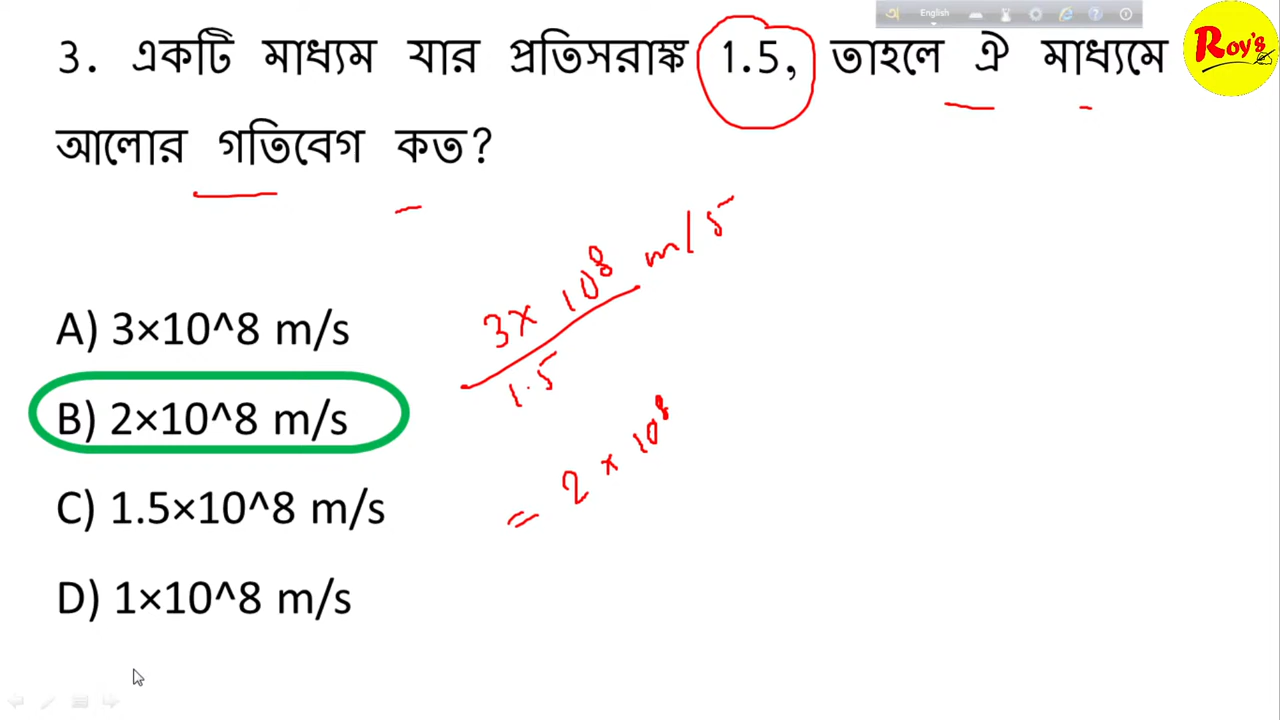 English
Roy's
3. একটি মাধ্যম যার প্রতিসরাঙ্ক 1.5, তাহলে ঐ মাধ্যমে
আলোর গতিবেগ কত?
3× 10⁸ m/s
1.5
= 2 × 10⁸
A) 3×10^8 m/s
B) 2×10^8 m/s
C) 1.5×10^8 m/s
D) 1×10^8 m/s